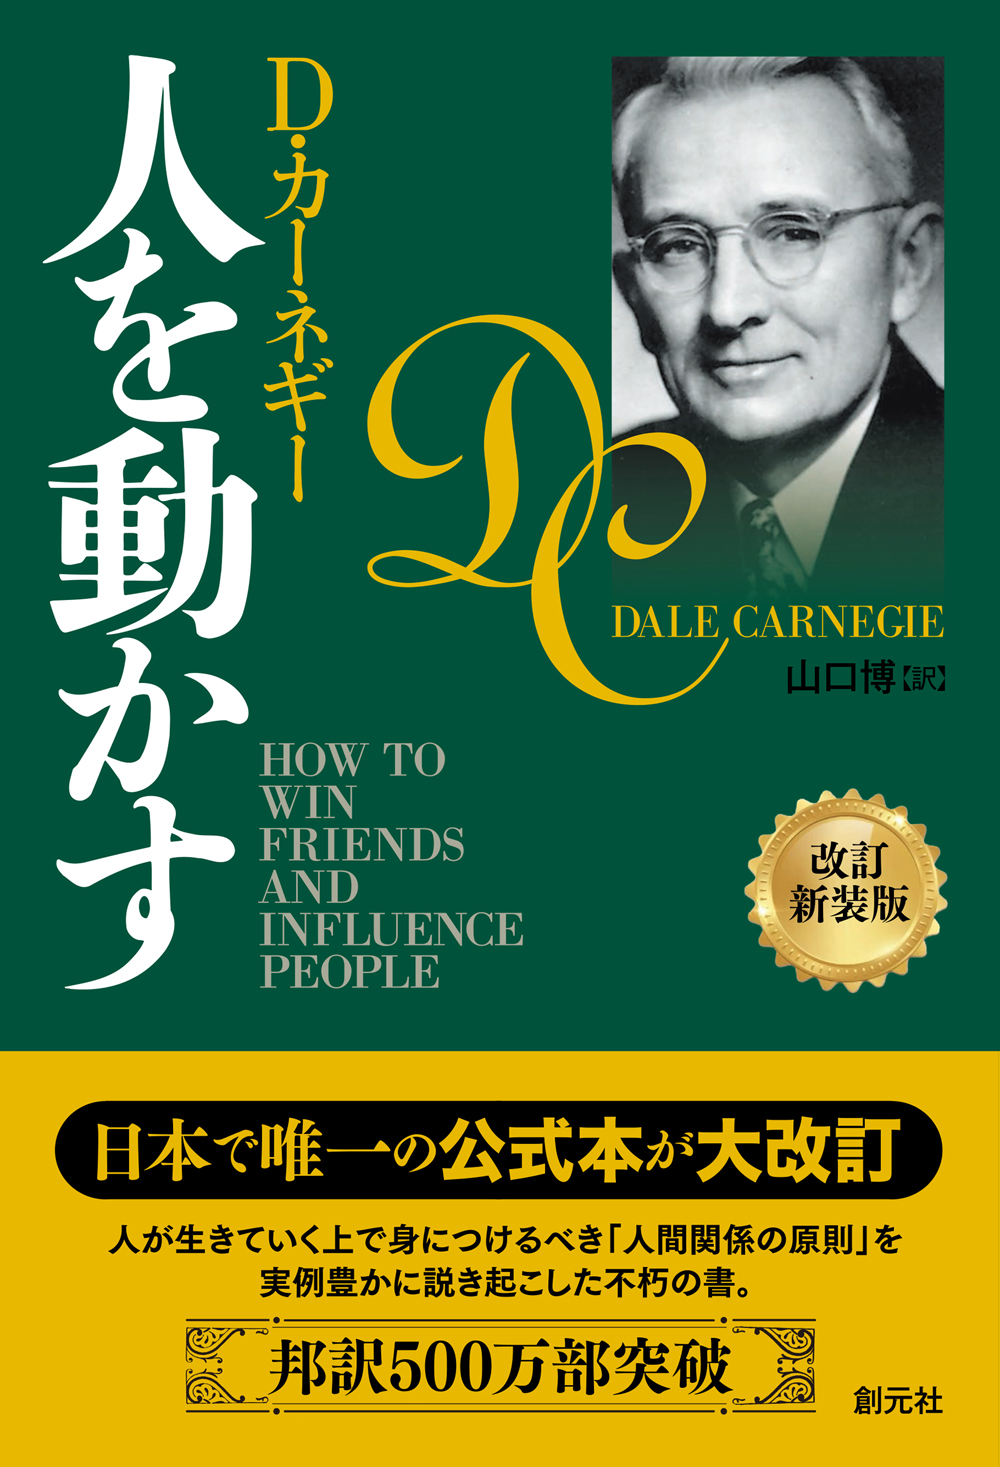 人を動かす
D・カーネギー
DC
DALE CARNEGIE
山口博【訳】
HOW TO
WIN
FRIENDS
AND
INFLUENCE
PEOPLE
改訂
新装版
日本で唯一の公式本が大改訂
人が生きていく上で身につけるべき「人間関係の原則」を
実例豊かに説き起こした不朽の書。
邦訳500万部突破
創元社